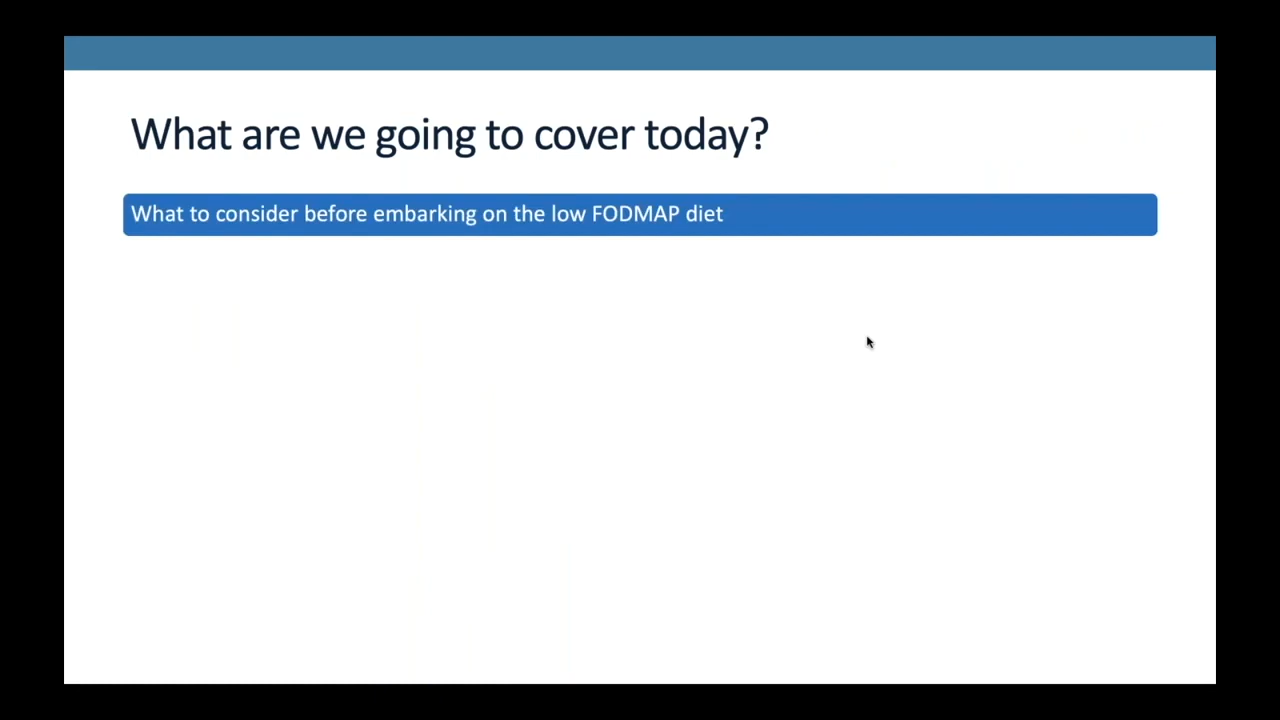 What are we going to cover today?
What to consider before embarking on the low FODMAP diet